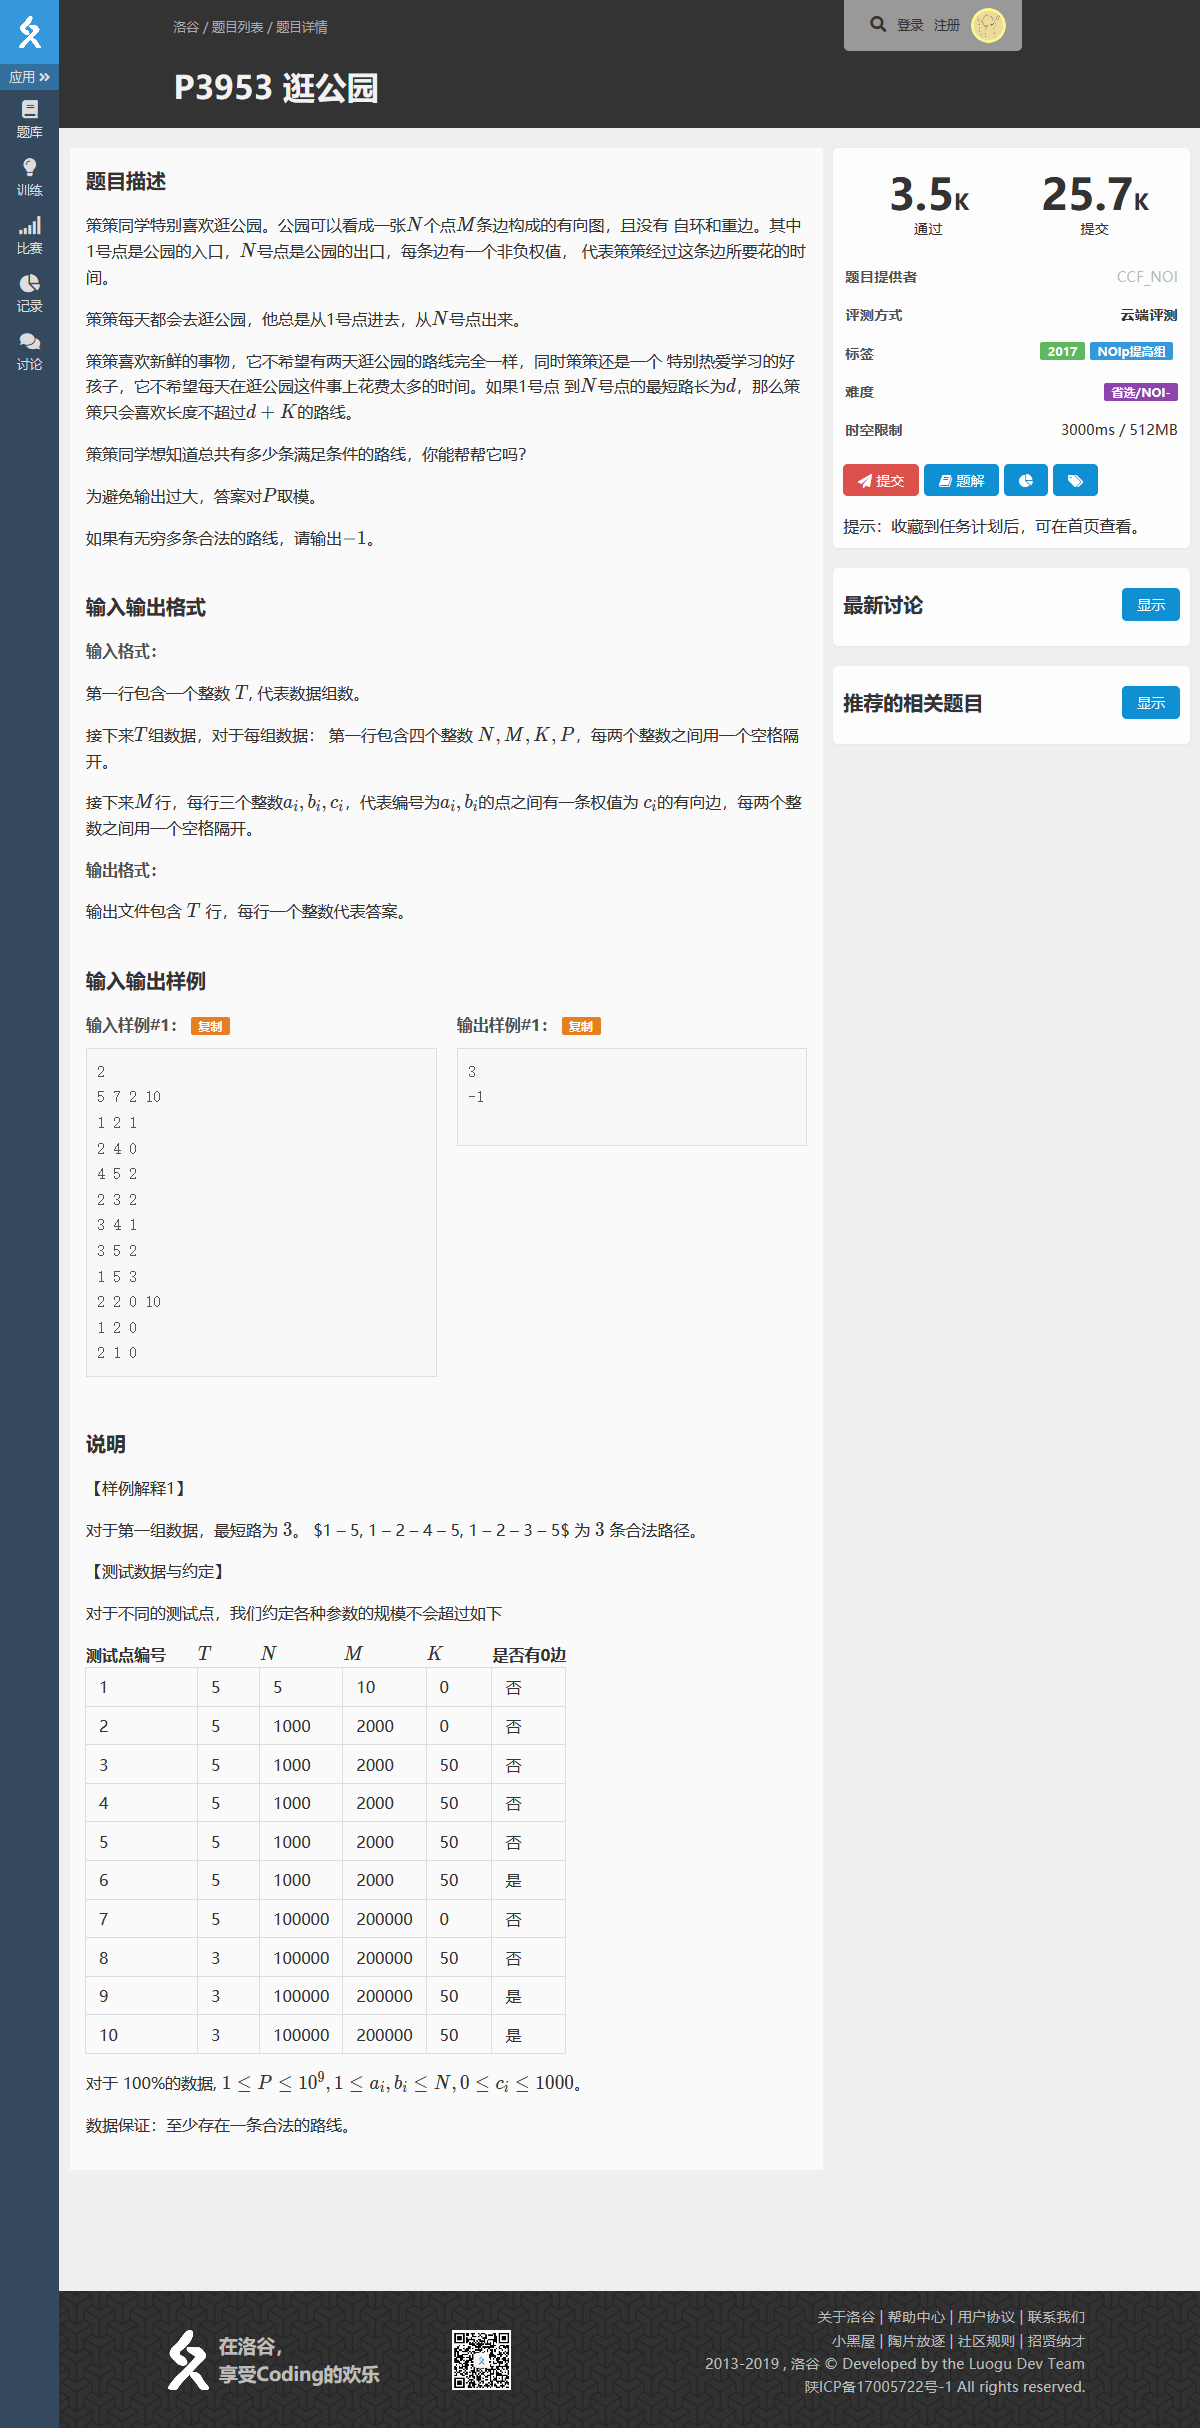 洛谷 / 题目列表 / 题目详情
登录 注册
P3953 逛公园
应用
题库
训练
比赛
记录
讨论
题目描述
策策同学特别喜欢逛公园。公园可以看成一张N个点M条边构成的有向图，且没有 自环和重边。其中
1号点是公园的入口，N号点是公园的出口，每条边有一个非负权值， 代表策策经过这条边所要花的时
间。
策策每天都会去逛公园，他总是从1号点进去，从N号点出来。
策策喜欢新鲜的事物，它不希望有两天逛公园的路线完全一样，同时策策还是一个 特别热爱学习的好
孩子，它不希望每天在逛公园这件事上花费太多的时间。如果1号点 到N号点的最短路长为d，那么策
策只会喜欢长度不超过d + K的路线。
策策同学想知道总共有多少条满足条件的路线，你能帮帮它吗？
为避免输出过大，答案对P取模。
如果有无穷多条合法的路线，请输出−1。
输入输出格式
输入格式：
第一行包含一个整数 T, 代表数据组数。
接下来T组数据，对于每组数据： 第一行包含四个整数 N, M, K, P，每两个整数之间用一个空格隔
开。
接下来M行，每行三个整数ai, bi, ci，代表编号为ai, bi的点之间有一条权值为 ci的有向边，每两个整
数之间用一个空格隔开。
输出格式：
输出文件包含 T 行，每行一个整数代表答案。
输入输出样例
输入样例#1： 复制
2
5 7 2 10
1 2 1
2 4 0
4 5 2
2 3 2
3 4 1
3 5 2
1 5 3
2 2 0 10
1 2 0
2 1 0
输出样例#1： 复制
3
-1
说明
【样例解释1】
对于第一组数据，最短路为 3。 $1 – 5, 1 – 2 – 4 – 5, 1 – 2 – 3 – 5$ 为 3 条合法路径。
【测试数据与约定】
对于不同的测试点，我们约定各种参数的规模不会超过如下
测试点编号 T N M K 是否有0边
1 5 5 10 0 否
2 5 1000 2000 0 否
3 5 1000 2000 50 否
4 5 1000 2000 50 否
5 5 1000 2000 50 否
6 5 1000 2000 50 是
7 5 100000 200000 0 否
8 3 100000 200000 50 否
9 3 100000 200000 50 是
10 3 100000 200000 50 是
对于 100%的数据, 1 ≤ P ≤ 10^9, 1 ≤ ai, bi ≤ N, 0 ≤ ci ≤ 1000。
数据保证：至少存在一条合法的路线。
3.5K 25.7K
通过 提交
题目提供者 CCF_NOI
评测方式 云端评测
标签 2017 NOIp提高组
难度 省选/NOI-
时空限制 3000ms / 512MB
提交 题解
提示：收藏到任务计划后，可在首页查看。
最新讨论 显示
推荐的相关题目 显示
在洛谷，
享受Coding的欢乐
关于洛谷 | 帮助中心 | 用户协议 | 联系我们
小黑屋 | 陶片放逐 | 社区规则 | 招贤纳才
2013-2019 , 洛谷 © Developed by the Luogu Dev Team
陕ICP备17005722号-1 All rights reserved.